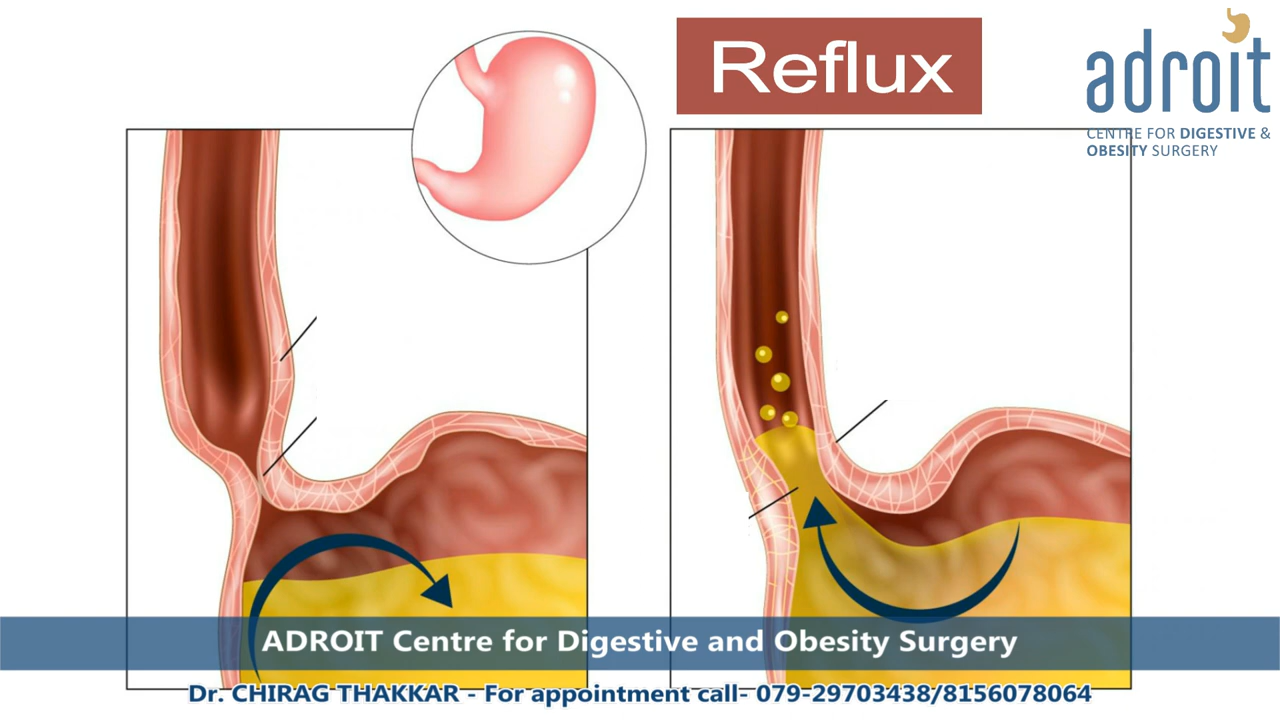 Reflux
adroit
CENTRE FOR DIGESTIVE &
OBESITY SURGERY
ADROIT Centre for Digestive and Obesity Surgery
Dr. CHIRAG THAKKAR - For appointment call- 079-29703438/8156078064